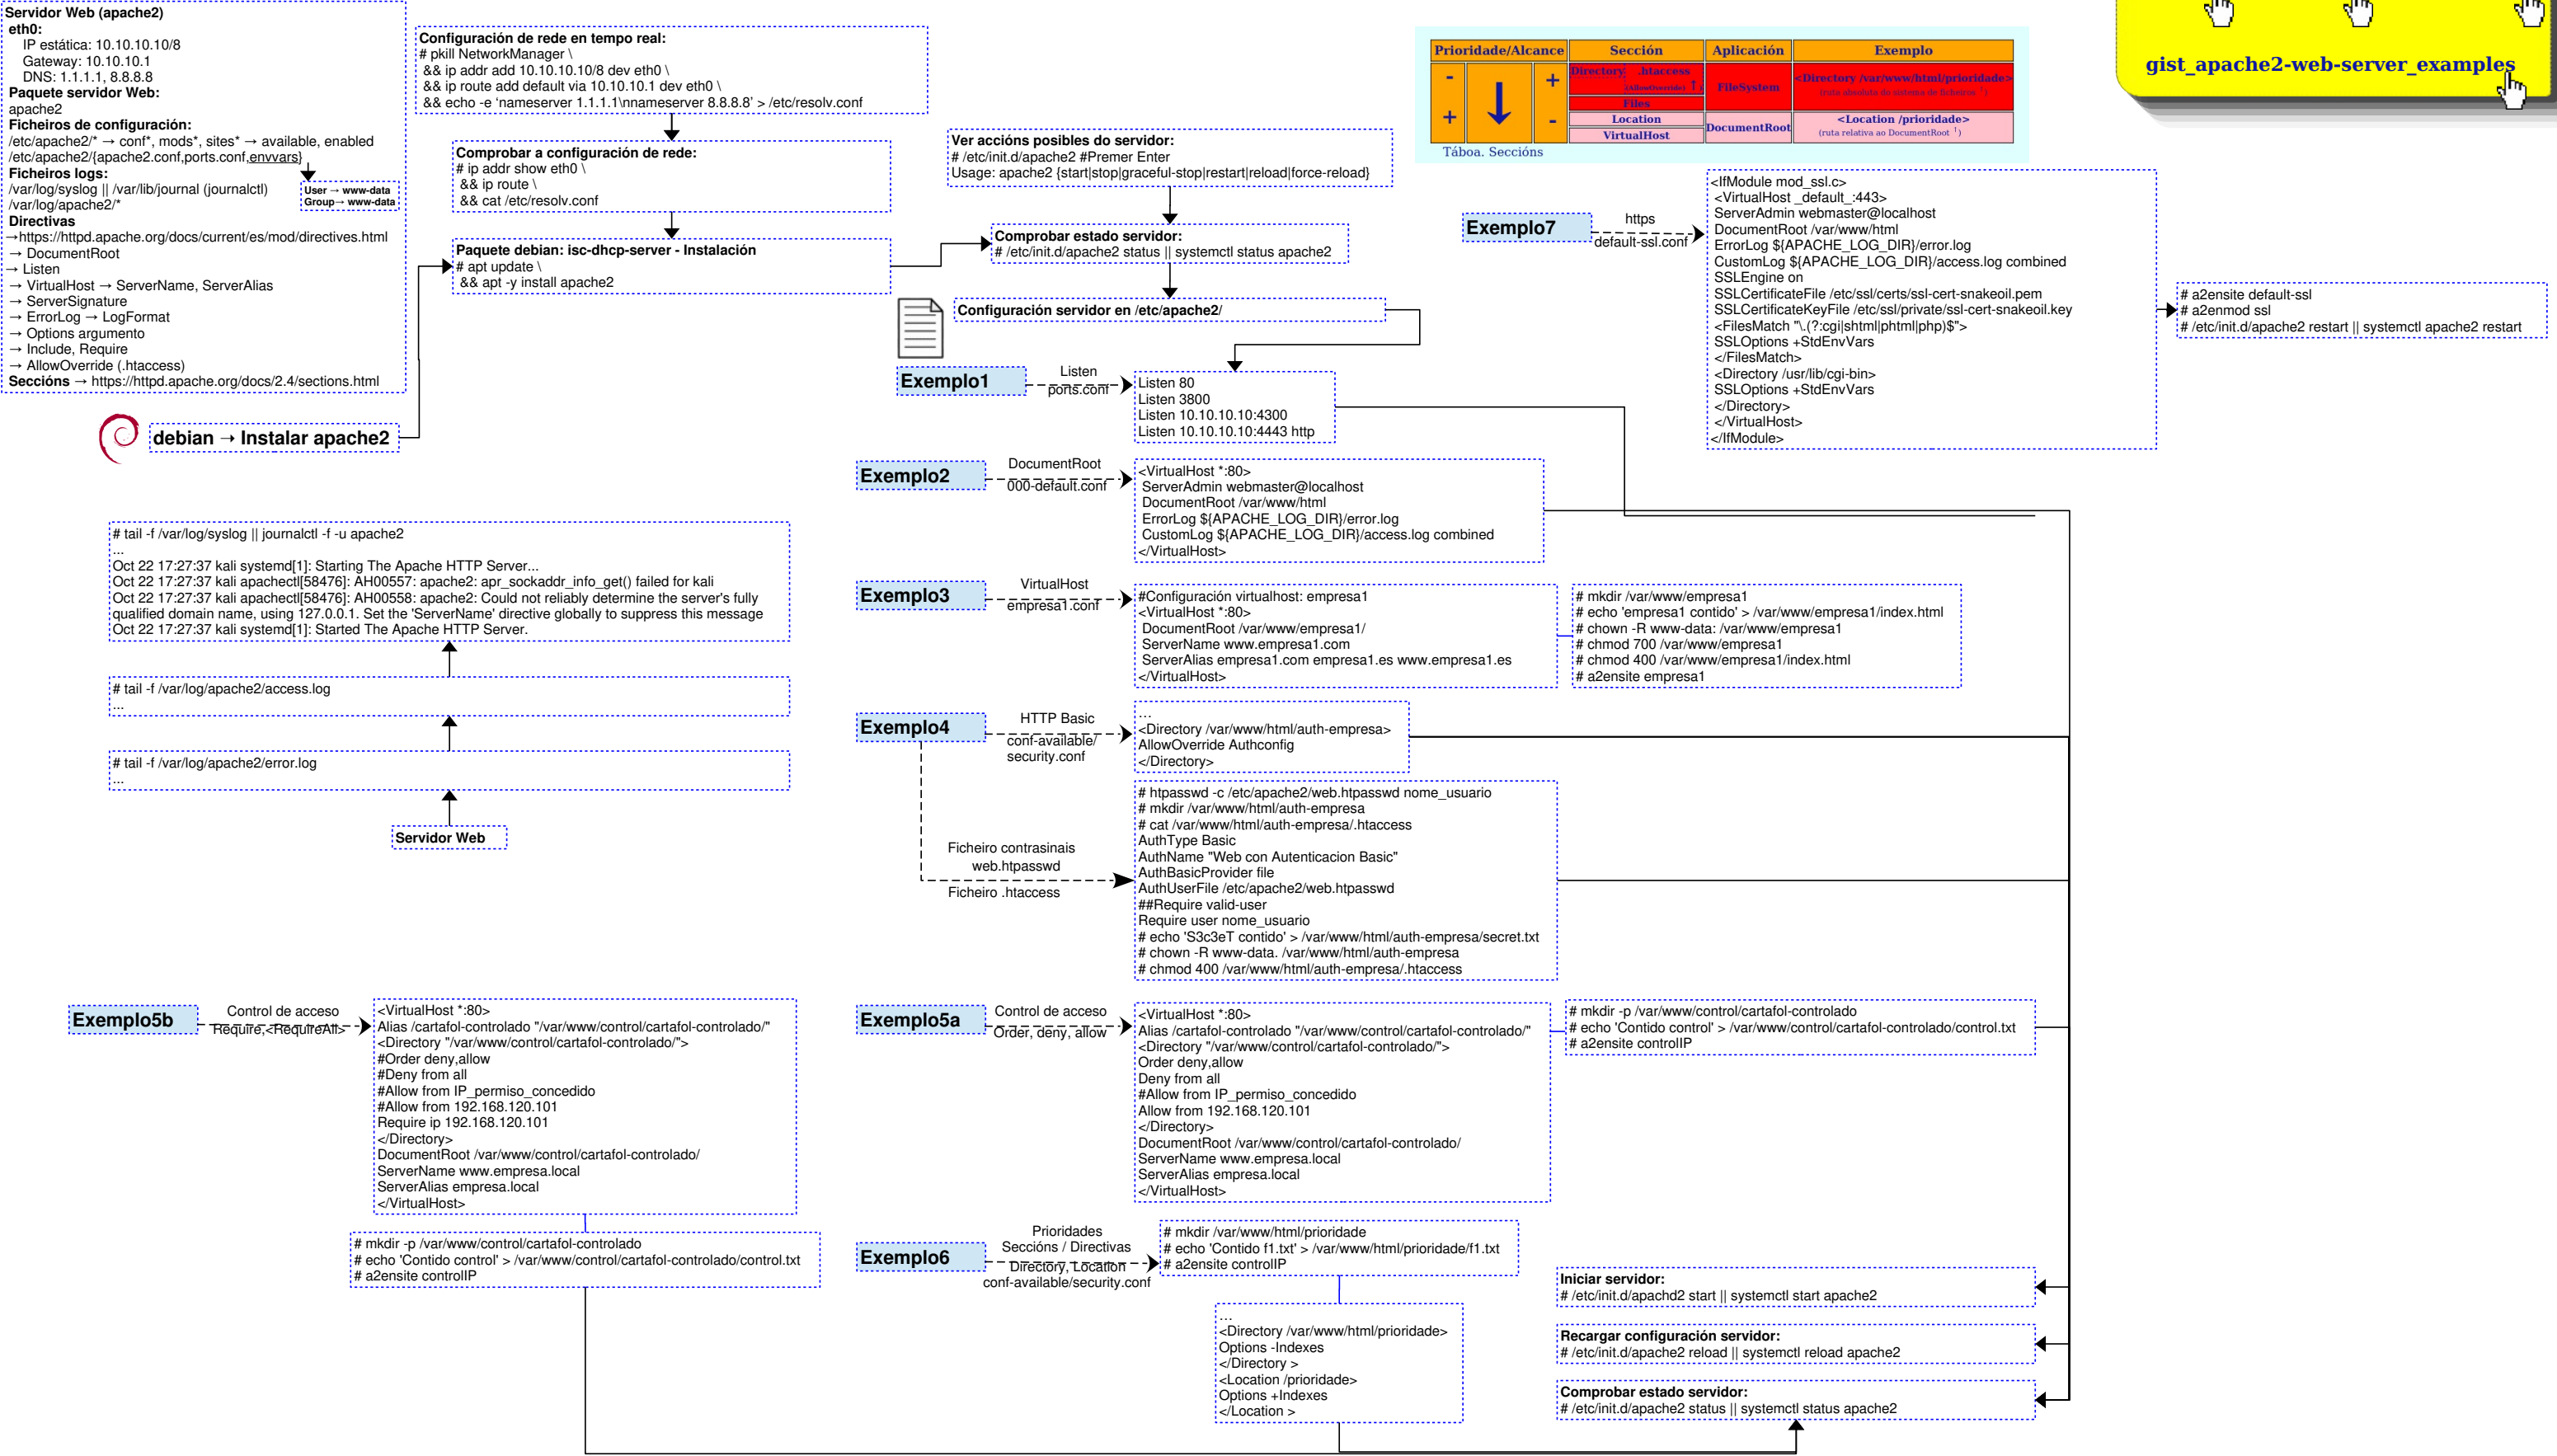 Servidor Web (apache2)
eth0:
IP estática: 10.10.10.10/8
Gateway: 10.10.10.1
DNS: 1.1.1.1, 8.8.8.8
Paquete servidor Web:
apache2
Ficheiros de configuración:
/etc/apache2/* → conf*, mods*, sites* → available, enabled
/etc/apache2/{apache2.conf,ports.conf,envvars}
Ficheiros logs:
/var/log/syslog || /var/lib/journal (journalctl)
/var/log/apache2/*
User → www-data
Group→ www-data
Directivas
→https://httpd.apache.org/docs/current/es/mod/directives.html
→ DocumentRoot
→ Listen
→ VirtualHost → ServerName, ServerAlias
→ ServerSignature
→ ErrorLog → LogFormat
→ Options argumento
→ Include, Require
→ AllowOverride (.htaccess)
Seccións → https://httpd.apache.org/docs/2.4/sections.html
debian → Instalar apache2
Configuración de rede en tempo real:
# pkill NetworkManager \
&& ip addr add 10.10.10.10/8 dev eth0 \
&& ip route add default via 10.10.10.1 dev eth0 \
&& echo -e ‘nameserver 1.1.1.1\nnameserver 8.8.8.8’ > /etc/resolv.conf
Comprobar a configuración de rede:
# ip addr show eth0 \
&& ip route \
&& cat /etc/resolv.conf
Paquete debian: isc-dhcp-server - Instalación
# apt update \
&& apt -y install apache2
Ver accións posibles do servidor:
# /etc/init.d/apache2 #Premer Enter
Usage: apache2 {start|stop|graceful-stop|restart|reload|force-reload}
Comprobar estado servidor:
# /etc/init.d/apache2 status || systemctl status apache2
Configuración servidor en /etc/apache2/
Prioridade/Alcance Sección Aplicación Exemplo
- + ↓ + -
Directory .htaccess
(AllowOverride) ↑
Files
FileSystem
<Directory /var/www/html/prioridade>
(ruta absoluta do sistema de ficheiros ↑)
Location
VirtualHost
DocumentRoot
<Location /prioridade>
(ruta relativa ao DocumentRoot ↑)
Táboa. Seccións
gist_apache2-web-server_examples
Exemplo7
https
default-ssl.conf
<IfModule mod_ssl.c>
<VirtualHost _default_:443>
ServerAdmin webmaster@localhost
DocumentRoot /var/www/html
ErrorLog ${APACHE_LOG_DIR}/error.log
CustomLog ${APACHE_LOG_DIR}/access.log combined
SSLEngine on
SSLCertificateFile /etc/ssl/certs/ssl-cert-snakeoil.pem
SSLCertificateKeyFile /etc/ssl/private/ssl-cert-snakeoil.key
<FilesMatch "\.(?:cgi|shtml|phtml|php)$">
SSLOptions +StdEnvVars
</FilesMatch>
<Directory /usr/lib/cgi-bin>
SSLOptions +StdEnvVars
</Directory>
</VirtualHost>
</IfModule>
# a2ensite default-ssl
# a2enmod ssl
# /etc/init.d/apache2 restart || systemctl apache2 restart
Exemplo1
Listen
ports.conf
Listen 80
Listen 3800
Listen 10.10.10.10:4300
Listen 10.10.10.10:4443 http
Exemplo2
DocumentRoot
000-default.conf
<VirtualHost *:80>
ServerAdmin webmaster@localhost
DocumentRoot /var/www/html
ErrorLog ${APACHE_LOG_DIR}/error.log
CustomLog ${APACHE_LOG_DIR}/access.log combined
</VirtualHost>
# tail -f /var/log/syslog || journalctl -f -u apache2
...
Oct 22 17:27:37 kali systemd[1]: Starting The Apache HTTP Server...
Oct 22 17:27:37 kali apachectl[58476]: AH00557: apache2: apr_sockaddr_info_get() failed for kali
Oct 22 17:27:37 kali apachectl[58476]: AH00558: apache2: Could not reliably determine the server's fully
qualified domain name, using 127.0.0.1. Set the 'ServerName' directive globally to suppress this message
Oct 22 17:27:37 kali systemd[1]: Started The Apache HTTP Server.
# tail -f /var/log/apache2/access.log
...
# tail -f /var/log/apache2/error.log
...
Servidor Web
Exemplo3
VirtualHost
empresa1.conf
#Configuración virtualhost: empresa1
<VirtualHost *:80>
DocumentRoot /var/www/empresa1/
ServerName www.empresa1.com
ServerAlias empresa1.com empresa1.es www.empresa1.es
</VirtualHost>
# mkdir /var/www/empresa1
# echo 'empresa1 contido' > /var/www/empresa1/index.html
# chown -R www-data: /var/www/empresa1
# chmod 700 /var/www/empresa1
# chmod 400 /var/www/empresa1/index.html
# a2ensite empresa1
Exemplo4
HTTP Basic
conf-available/
security.conf
...
<Directory /var/www/html/auth-empresa>
AllowOverride Authconfig
</Directory>
Ficheiro contrasinais
web.htpasswd
Ficheiro .htaccess
# htpasswd -c /etc/apache2/web.htpasswd nome_usuario
# mkdir /var/www/html/auth-empresa
# cat /var/www/html/auth-empresa/.htaccess
AuthType Basic
AuthName "Web con Autenticacion Basic"
AuthBasicProvider file
AuthUserFile /etc/apache2/web.htpasswd
##Require valid-user
Require user nome_usuario
# echo 'S3c3eT contido' > /var/www/html/auth-empresa/secret.txt
# chown -R www-data. /var/www/html/auth-empresa
# chmod 400 /var/www/html/auth-empresa/.htaccess
Exemplo5b
Control de acceso
Require,<RequireAll>
<VirtualHost *:80>
Alias /cartafol-controlado "/var/www/control/cartafol-controlado/"
<Directory "/var/www/control/cartafol-controlado/">
#Order deny,allow
#Deny from all
#Allow from IP_permiso_concedido
#Allow from 192.168.120.101
Require ip 192.168.120.101
</Directory>
DocumentRoot /var/www/control/cartafol-controlado/
ServerName www.empresa.local
ServerAlias empresa.local
</VirtualHost>
# mkdir -p /var/www/control/cartafol-controlado
# echo 'Contido control' > /var/www/control/cartafol-controlado/control.txt
# a2ensite controlIP
Exemplo5a
Control de acceso
Order, deny, allow
<VirtualHost *:80>
Alias /cartafol-controlado "/var/www/control/cartafol-controlado/"
<Directory "/var/www/control/cartafol-controlado/">
Order deny,allow
Deny from all
#Allow from IP_permiso_concedido
Allow from 192.168.120.101
</Directory>
DocumentRoot /var/www/control/cartafol-controlado/
ServerName www.empresa.local
ServerAlias empresa.local
</VirtualHost>
# mkdir -p /var/www/control/cartafol-controlado
# echo 'Contido control' > /var/www/control/cartafol-controlado/control.txt
# a2ensite controlIP
Exemplo6
Prioridades
Seccións / Directivas
Directory, Location
conf-available/security.conf
# mkdir /var/www/html/prioridade
# echo 'Contido f1.txt' > /var/www/html/prioridade/f1.txt
# a2ensite controlIP
...
<Directory /var/www/html/prioridade>
Options -Indexes
</Directory >
<Location /prioridade>
Options +Indexes
</Location >
Iniciar servidor:
# /etc/init.d/apachd2 start || systemctl start apache2
Recargar configuración servidor:
# /etc/init.d/apache2 reload || systemctl reload apache2
Comprobar estado servidor:
# /etc/init.d/apache2 status || systemctl status apache2